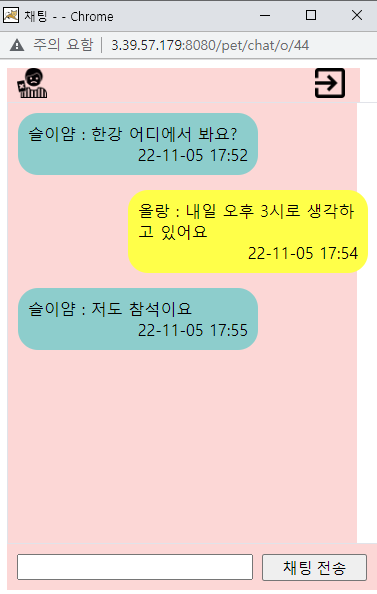 채팅 - - Chrome
주의 요함 | 3.39.57.179:8080/pet/chat/o/44
슬이얌 : 한강 어디에서 봐요?
22-11-05 17:52
올랑 : 내일 오후 3시로 생각하
고 있어요
22-11-05 17:54
슬이얌 : 저도 참석이요
22-11-05 17:55
채팅 전송